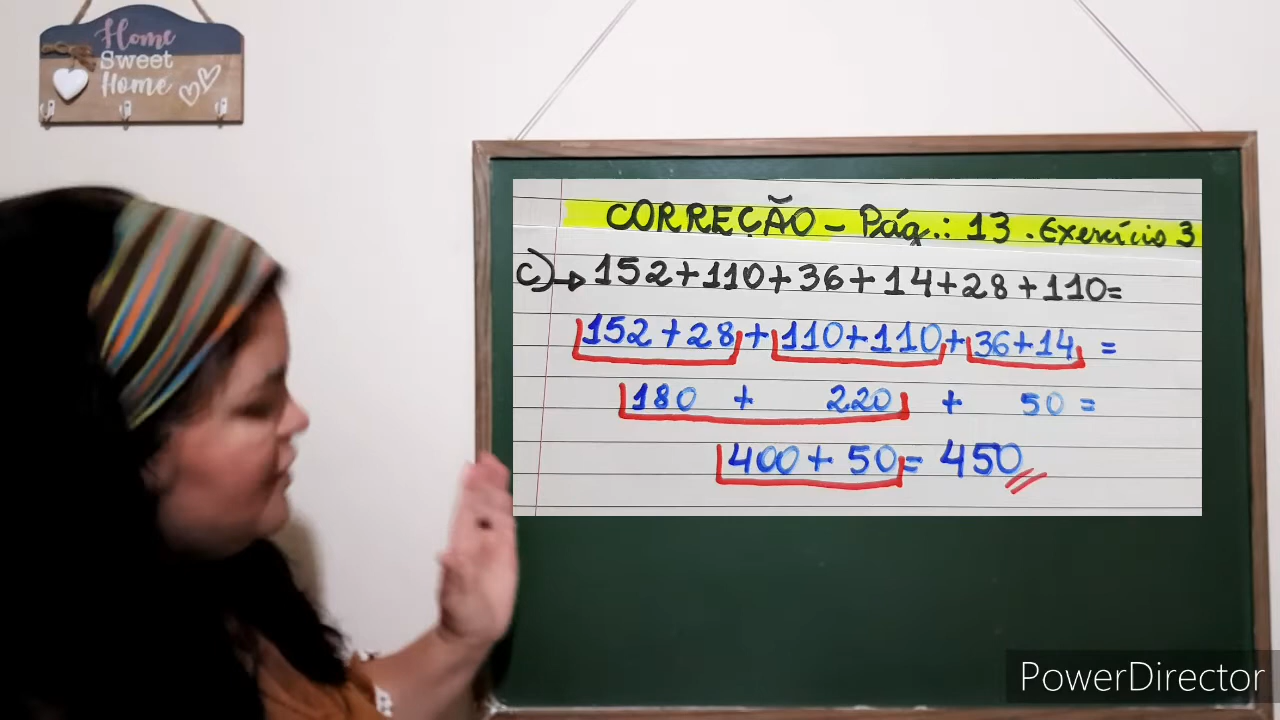 Home
Sweet
Home
CORREÇÃO - Pág.: 13 . Exercício 3
c)→ 152+110+36+14+28+110=
152+28+110+110+36+14 =
180 + 220 + 50 =
400+50= 450
PowerDirector